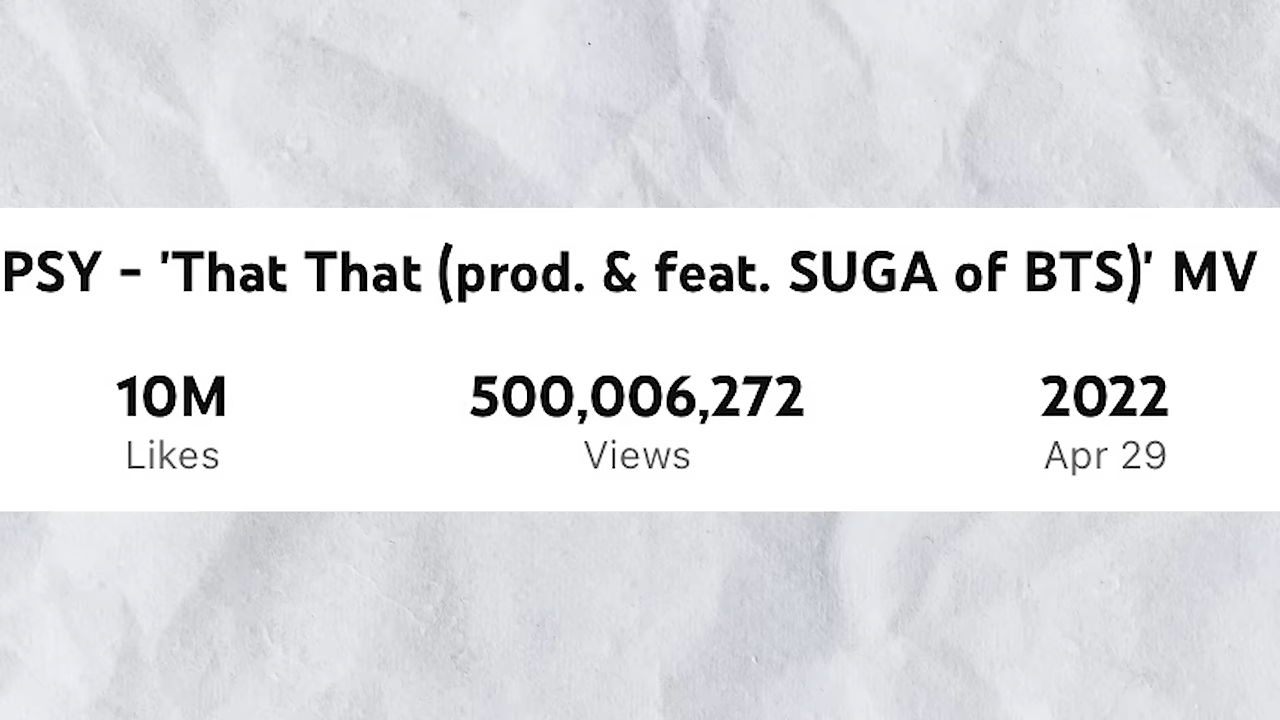 PSY - 'That That (prod. & feat. SUGA of BTS)' MV
10M 500,006,272 2022
Likes Views Apr 29